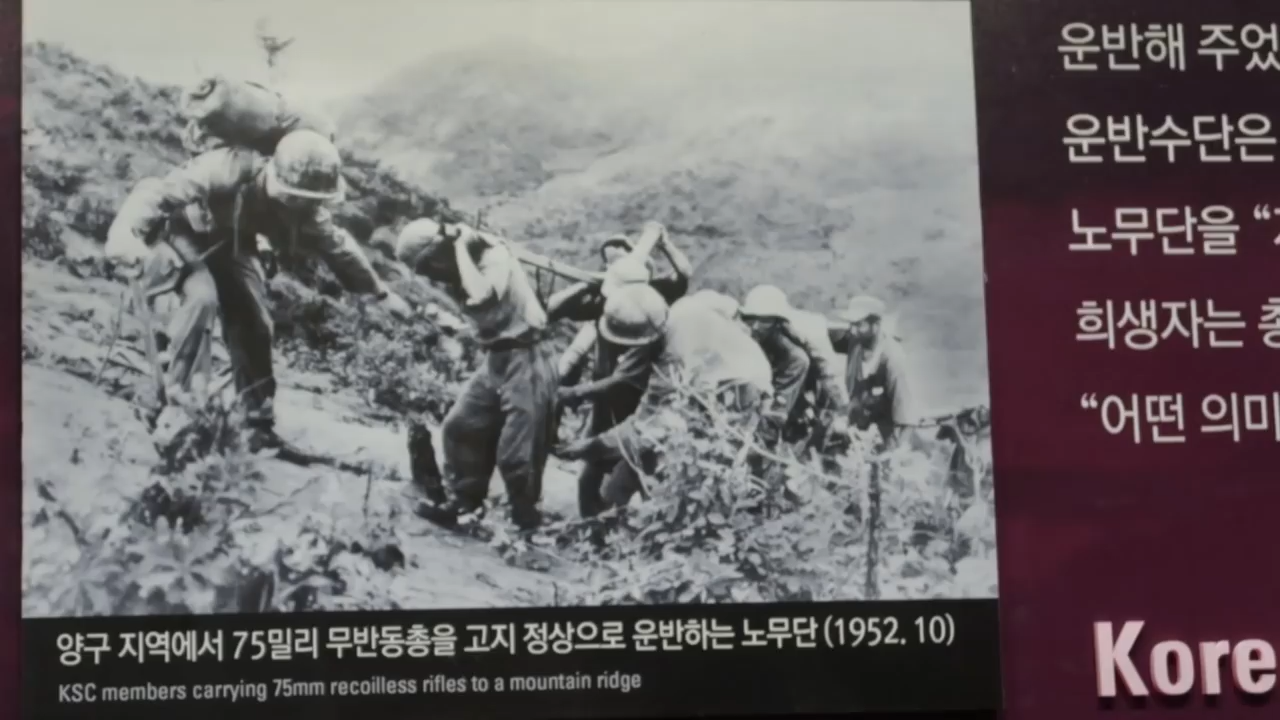 양구 지역에서 75밀리 무반동총을 고지 정상으로 운반하는 노무단 (1952. 10)
KSC members carrying 75mm recoilless rifles to a mountain ridge
운반해 주었
운반수단은
노무단을 “
희생자는
“어떤 의미
Kore